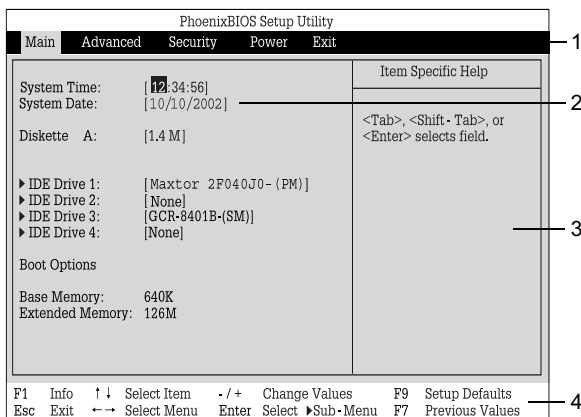 PhoenixBIOS Setup Utility
Main Advanced Security Power Exit
1
System Time: [12:34:56]
System Date: [10/10/2002]
2
Diskette A: [1.4 M]
▶ IDE Drive 1: [Maxtor 2F040J0-(PM)]
▶ IDE Drive 2: [None]
▶ IDE Drive 3: [GCR-8401B-(SM)]
▶ IDE Drive 4: [None]
Boot Options
Base Memory: 640K
Extended Memory: 126M
Item Specific Help
<Tab>, <Shift-Tab>, or
<Enter> selects field.
3
F1 Info ↑↓ Select Item -/+ Change Values F9 Setup Defaults
Esc Exit ←→ Select Menu Enter Select ▶Sub-Menu F7 Previous Values
4